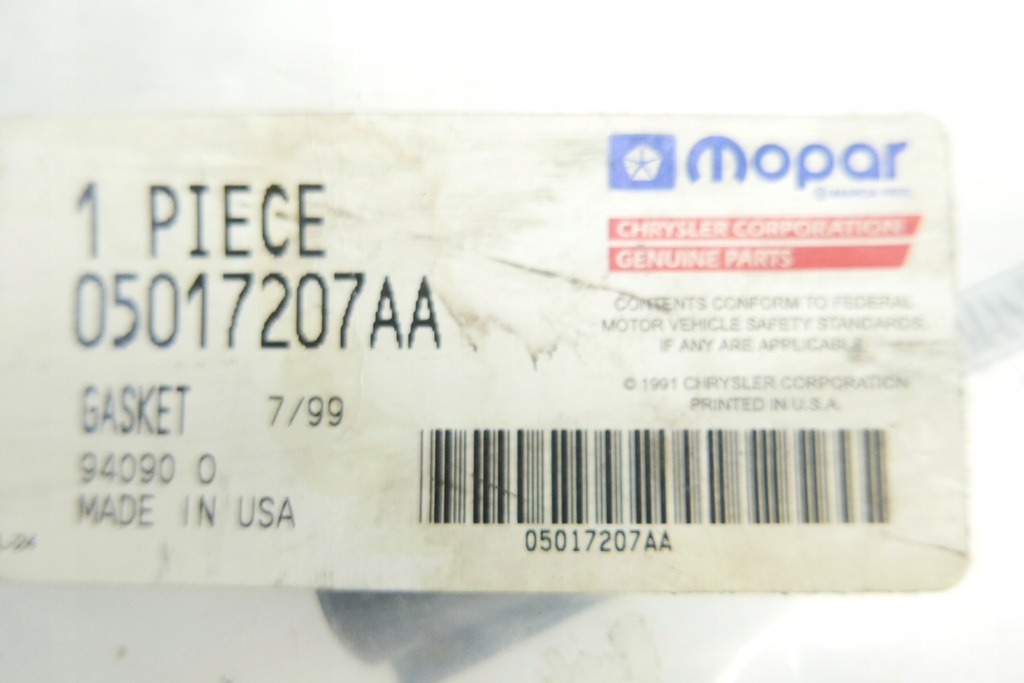 1 PIECE
05017207AA
GASKET 7/99
94090 0
MADE IN USA
Mopar
CHRYSLER CORPORATION
GENUINE PARTS
CONTENTS CONFORM TO FEDERAL
MOTOR VEHICLE SAFETY STANDARDS,
IF ANY ARE APPLICABLE.
© 1991 CHRYSLER CORPORATION
PRINTED IN U.S.A.
05017207AA